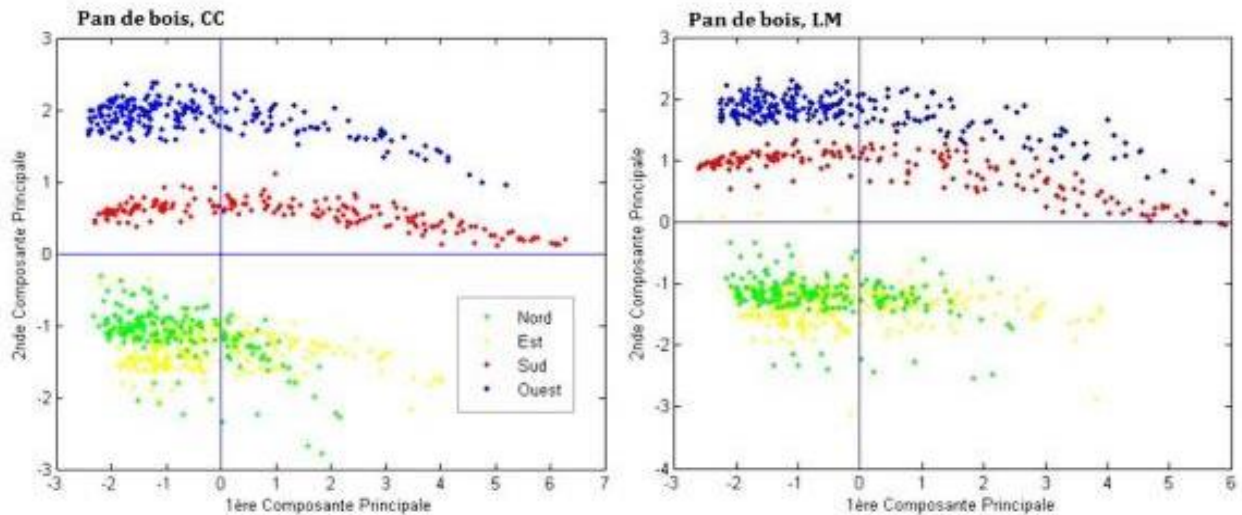 Pan de bois, CC
3
2
1
0
-1
-2
-3
2nde Composante Principale
-3 -2 -1 0 1 2 3 4 5 6 7
1ère Composante Principale
Nord
Est
Sud
Ouest
Pan de bois, LM
3
2
1
0
-1
-2
-3
-4
2nde Composante Principale
-3 -2 -1 0 1 2 3 4 5 6
1ère Composante Principale